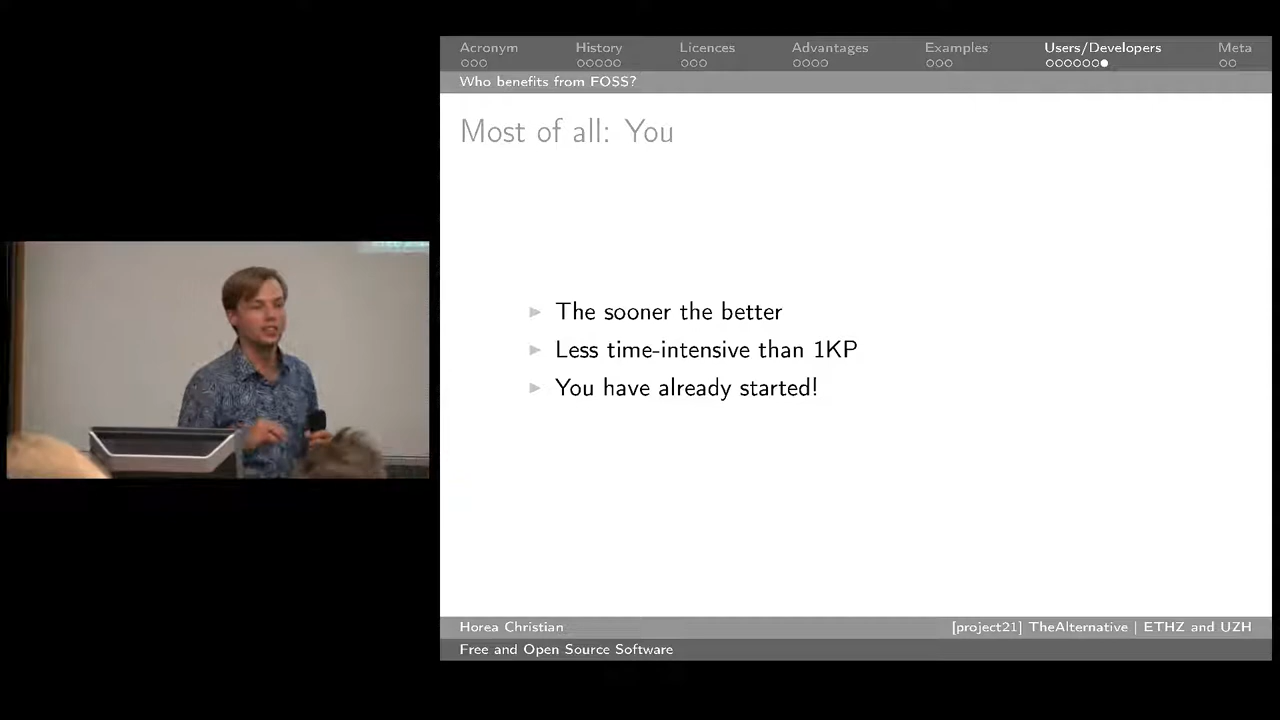 Acronym History Licences Advantages Examples Users/Developers Meta
Who benefits from FOSS?
Most of all: You
The sooner the better
Less time-intensive than 1KP
You have already started!
Horea Christian [project21] TheAlternative | ETHZ and UZH
Free and Open Source Software